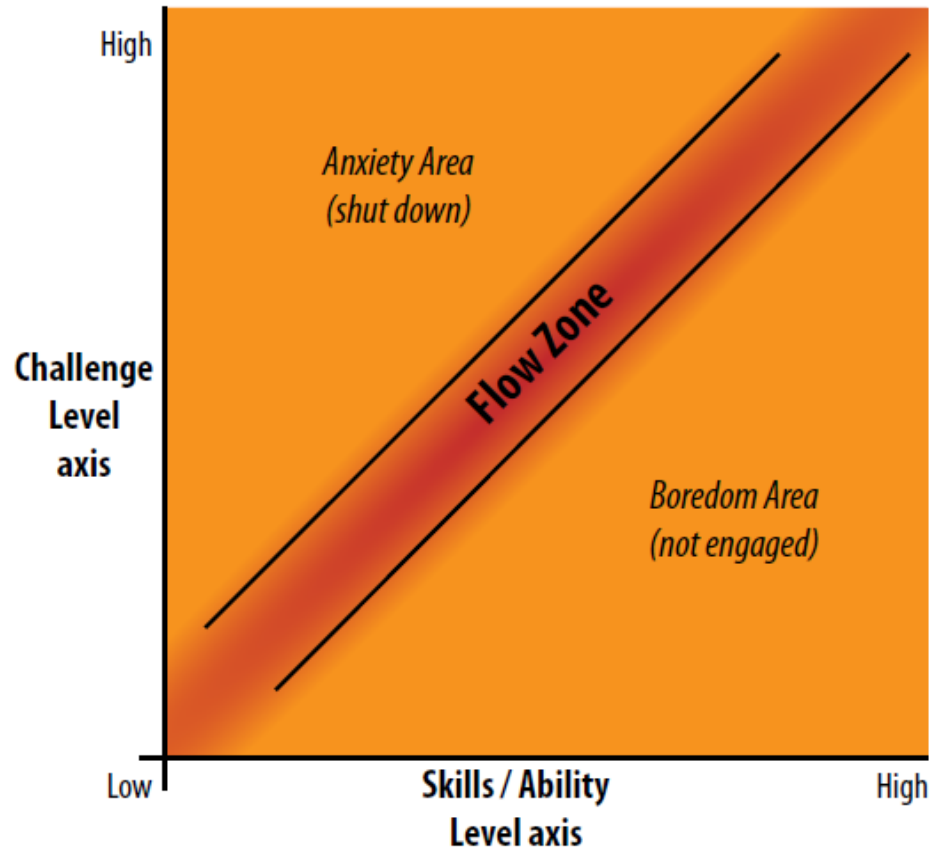 High
Anxiety Area
(shut down)
Flow Zone
Challenge
Level
axis
Boredom Area
(not engaged)
Low
Skills / Ability
Level axis
High